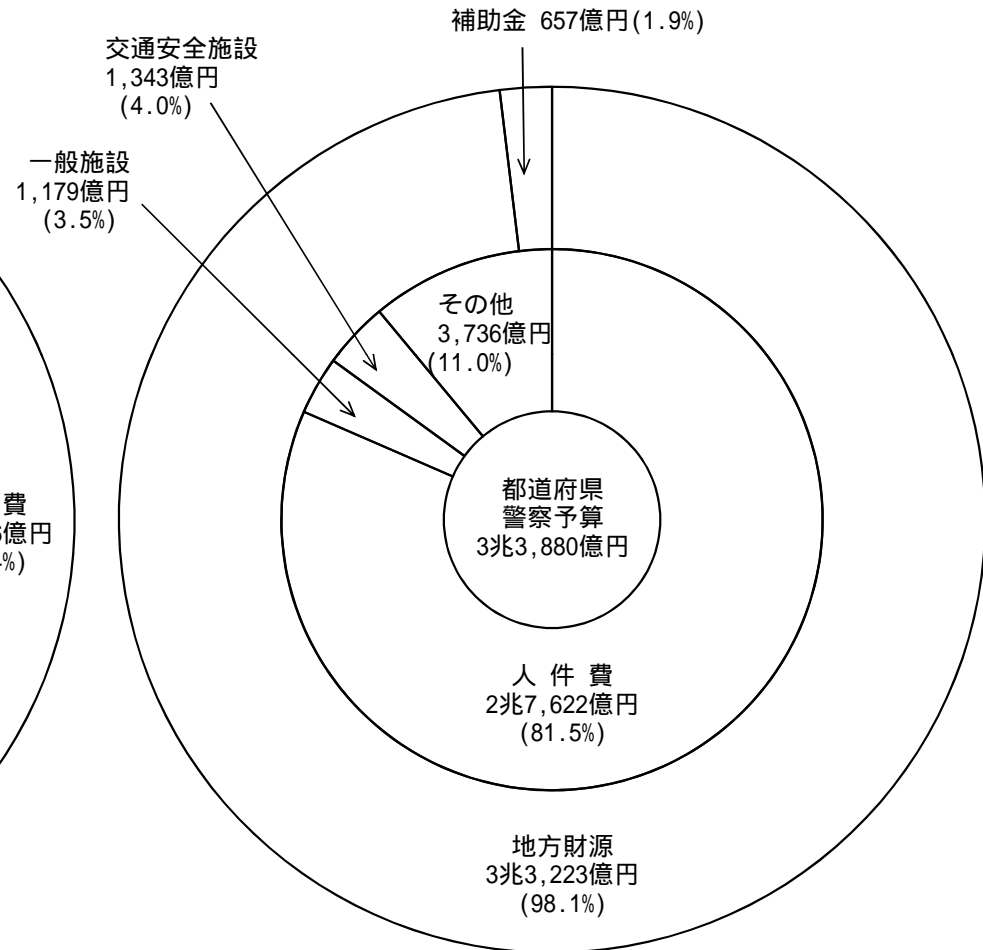 補助金 657億円(1.9%)
交通安全施設
1,343億円
(4.0%)
一般施設
1,179億円
(3.5%)
その他
3,736億円
(11.0%)
都道府県
警察予算
3兆3,880億円
費
億円
%)
人 件 費
2兆7,622億円
(81.5%)
地方財源
3兆3,223億円
(98.1%)